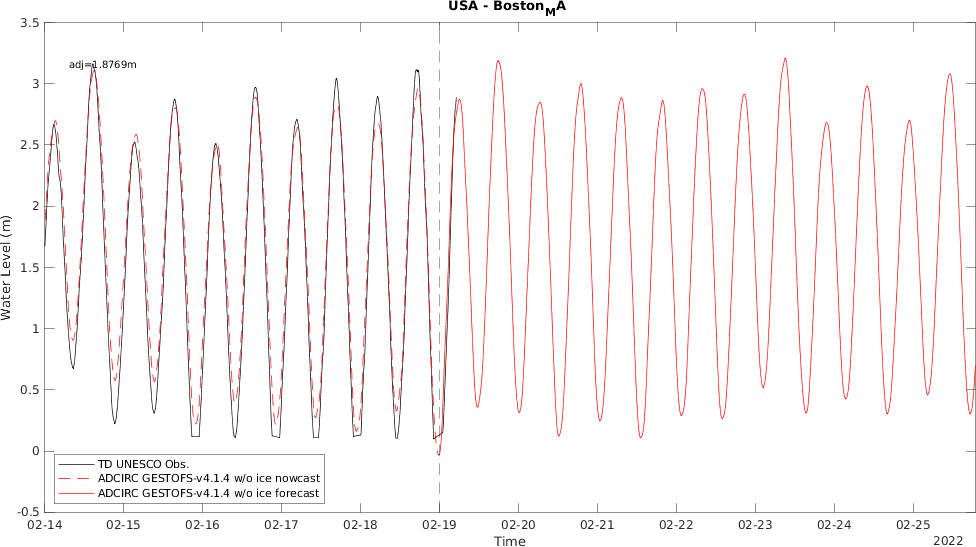 USA - Boston_MA
adj=1.8769m
Water Level (m)
3.5
3
2.5
2
1.5
1
0.5
0
-0.5
TD UNESCO Obs.
ADCIRC GESTOFS-v4.1.4 w/o ice nowcast
ADCIRC GESTOFS-v4.1.4 w/o ice forecast
02-14 02-15 02-16 02-17 02-18 02-19 02-20 02-21 02-22 02-23 02-24 02-25
Time
2022